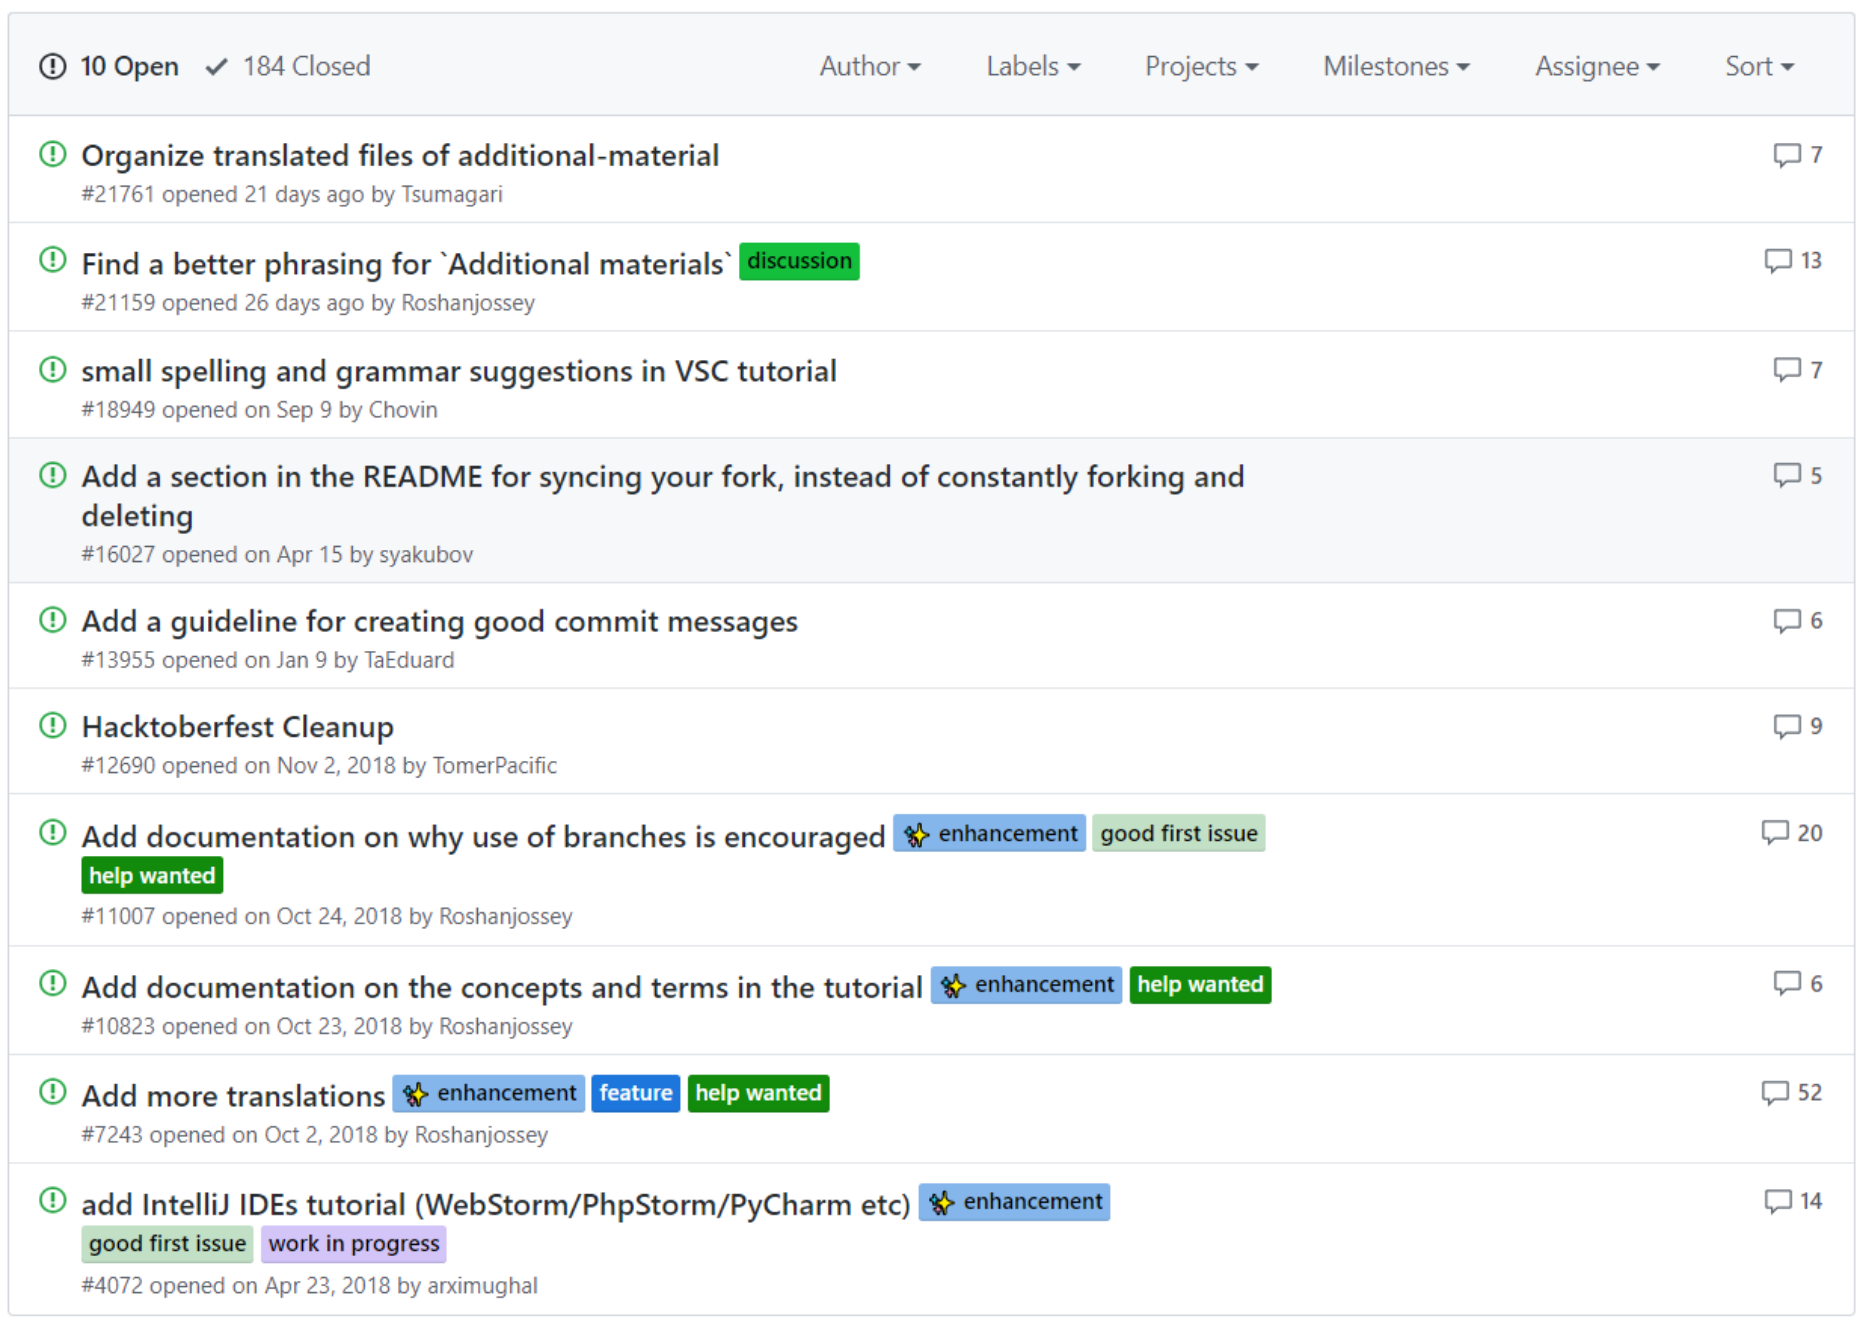 10 Open 184 Closed Author Labels Projects Milestones Assignee Sort
Organize translated files of additional-material 7
#21761 opened 21 days ago by Tsumagari
Find a better phrasing for `Additional materials` discussion 13
#21159 opened 26 days ago by Roshanjossey
small spelling and grammar suggestions in VSC tutorial 7
#18949 opened on Sep 9 by Chovin
Add a section in the README for syncing your fork, instead of constantly forking and 5
deleting
#16027 opened on Apr 15 by syakubov
Add a guideline for creating good commit messages 6
#13955 opened on Jan 9 by TaEduard
Hacktoberfest Cleanup 9
#12690 opened on Nov 2, 2018 by TomerPacific
Add documentation on why use of branches is encouraged enhancement good first issue 20
help wanted
#11007 opened on Oct 24, 2018 by Roshanjossey
Add documentation on the concepts and terms in the tutorial enhancement help wanted 6
#10823 opened on Oct 23, 2018 by Roshanjossey
Add more translations enhancement feature help wanted 52
#7243 opened on Oct 2, 2018 by Roshanjossey
add IntelliJ IDEs tutorial (WebStorm/PhpStorm/PyCharm etc) enhancement 14
good first issue work in progress
#4072 opened on Apr 23, 2018 by arximughal